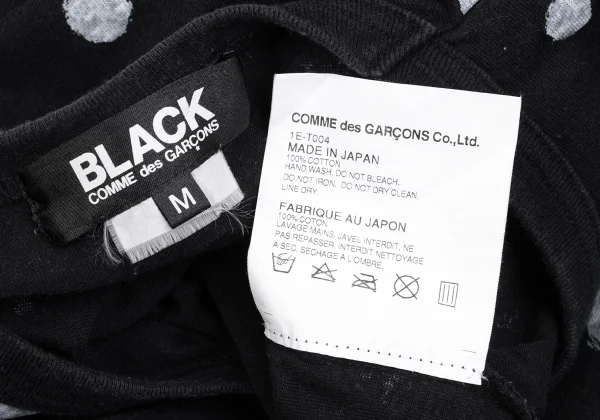 BLACK
COMME des GARÇONS
M
COMME des GARÇONS Co.,Ltd.
1E-T004
MADE IN JAPAN
100% COTTON
HAND WASH. DO NOT BLEACH.
DO NOT IRON. DO NOT DRY CLEAN.
LINE DRY.
FABRIQUE AU JAPON
100% COTON
LAVAGE MAINS. JAVEL INTERDIT. NE
PAS REPASSER. INTERDIT NETTOYAGE
A SEC. SECHAGE A L'OMBRE.